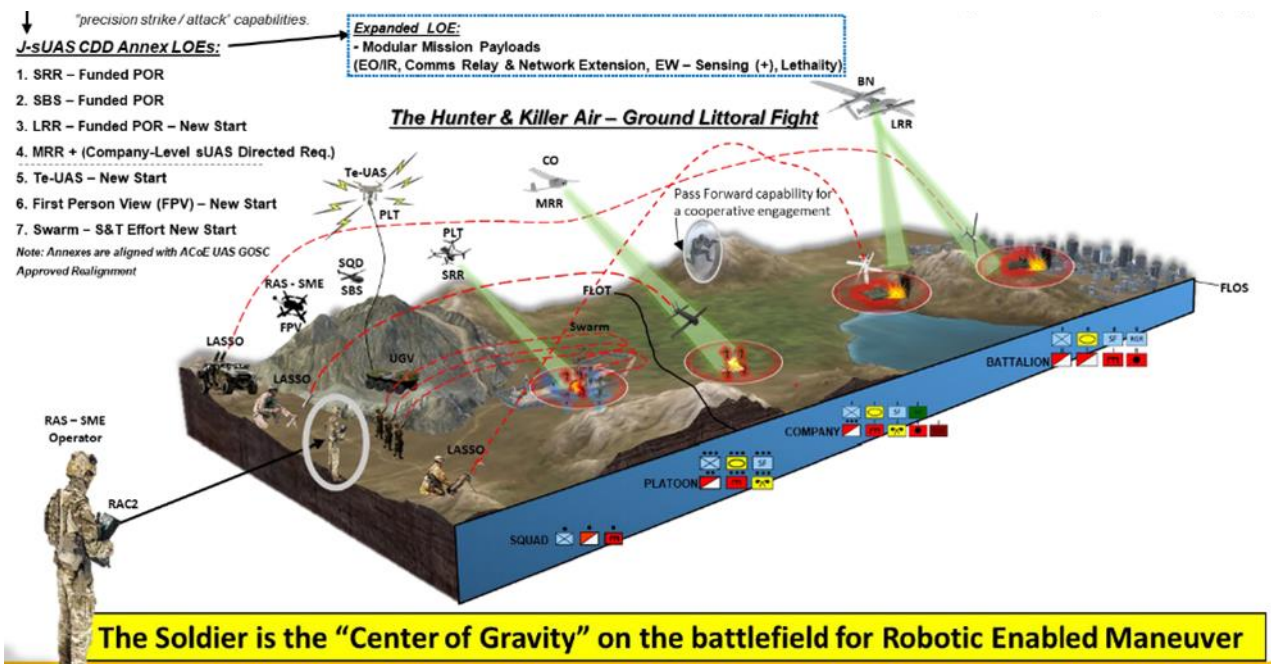 "precision strike / attack' capabilities.
J-sUAS CDD Annex LOEs:
1. SRR – Funded POR
2. SBS – Funded POR
3. LRR – Funded POR – New Start
4. MRR + (Company-Level sUAS Directed Req.)
5. Te-UAS – New Start
6. First Person View (FPV) – New Start
7. Swarm – S&T Effort New Start
Note: Annexes are aligned with ACoE UAS GOSC
Approved Realignment
Expanded LOE:
- Modular Mission Payloads
(EO/IR, Comms Relay & Network Extension, EW – Sensing (+), Lethality)
The Hunter & Killer Air – Ground Littoral Fight
BN
LRR
Te-UAS
PLT
CO
MRR
Pass Forward capability for
a cooperative engagement
PLT
SRR
SQD
SBS
RAS - SME
FPV
FLOT
FLOS
Swarm
LASSO
UGV
LASSO
LASSO
RAS – SME
Operator
RAC2
BATTALION
SF
RGR
COMPANY
SF
PLATOON
SF
SQUAD
The Soldier is the “Center of Gravity” on the battlefield for Robotic Enabled Maneuver